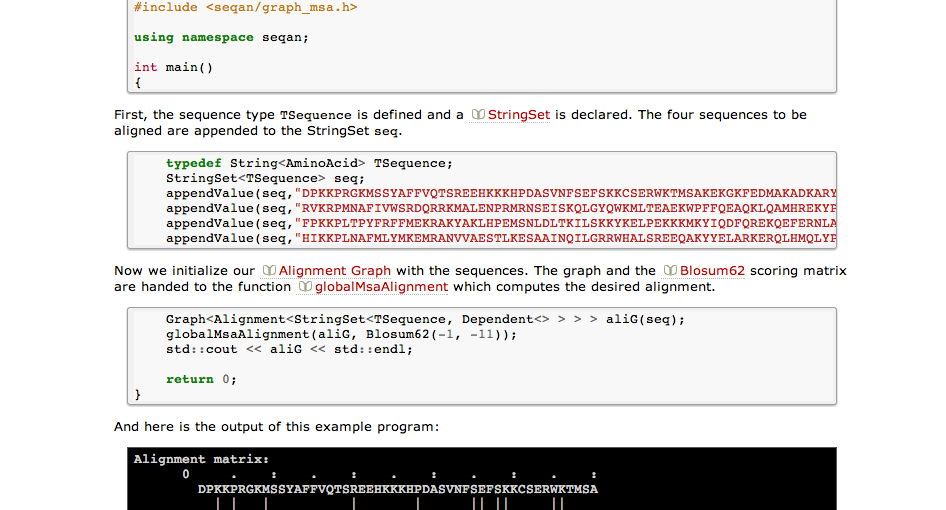 #include <seqan/graph_msa.h>
using namespace seqan;
int main()
{
First, the sequence type TSequence is defined and a StringSet is declared. The four sequences to be
aligned are appended to the StringSet seq.
typedef String<AminoAcid> TSequence;
StringSet<TSequence> seq;
appendValue(seq,"DPKKPRGKMSSYAFFVQTSREEHKKKHPDASVNFSEFSKKCSERWKTMSAKEKGKFEDMAKADKARY
appendValue(seq,"RVKRPMNAFIVWSRDQRRKMALENPRMRNSEISKQLGYQWKMLTEAEKWPFFQEAQKLQAMHREKYP
appendValue(seq,"FPKKPLTPYFRFFMEKRAKYAKLHPEMSNLDLTKILSKKYKELPEKKKMKYIQDFQREKQEFERNLA
appendValue(seq,"HIKKPLNAFMLYMKEMRANVVAESTLKESAAINQILGRRWHALSREEQAKYYELARKERQLHMQLYP
Now we initialize our Alignment Graph with the sequences. The graph and the Blosum62 scoring matrix
are handed to the function globalMsaAlignment which computes the desired alignment.
Graph<Alignment<StringSet<TSequence, Dependent<> > > > aliG(seq);
globalMsaAlignment(aliG, Blosum62(-1, -11));
std::cout << aliG << std::endl;
return 0;
}
And here is the output of this example program:
Alignment matrix:
0 . : . : . : . : . :
DPKKPRGKMSSYAFFVQTSREEHKKKHPDASVNFSEFSKKCSERWKTMSA